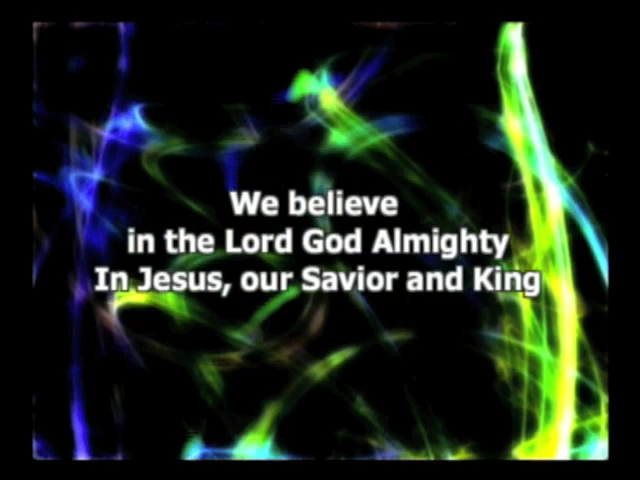 We believe
in the Lord God Almighty
In Jesus, our Savior and King